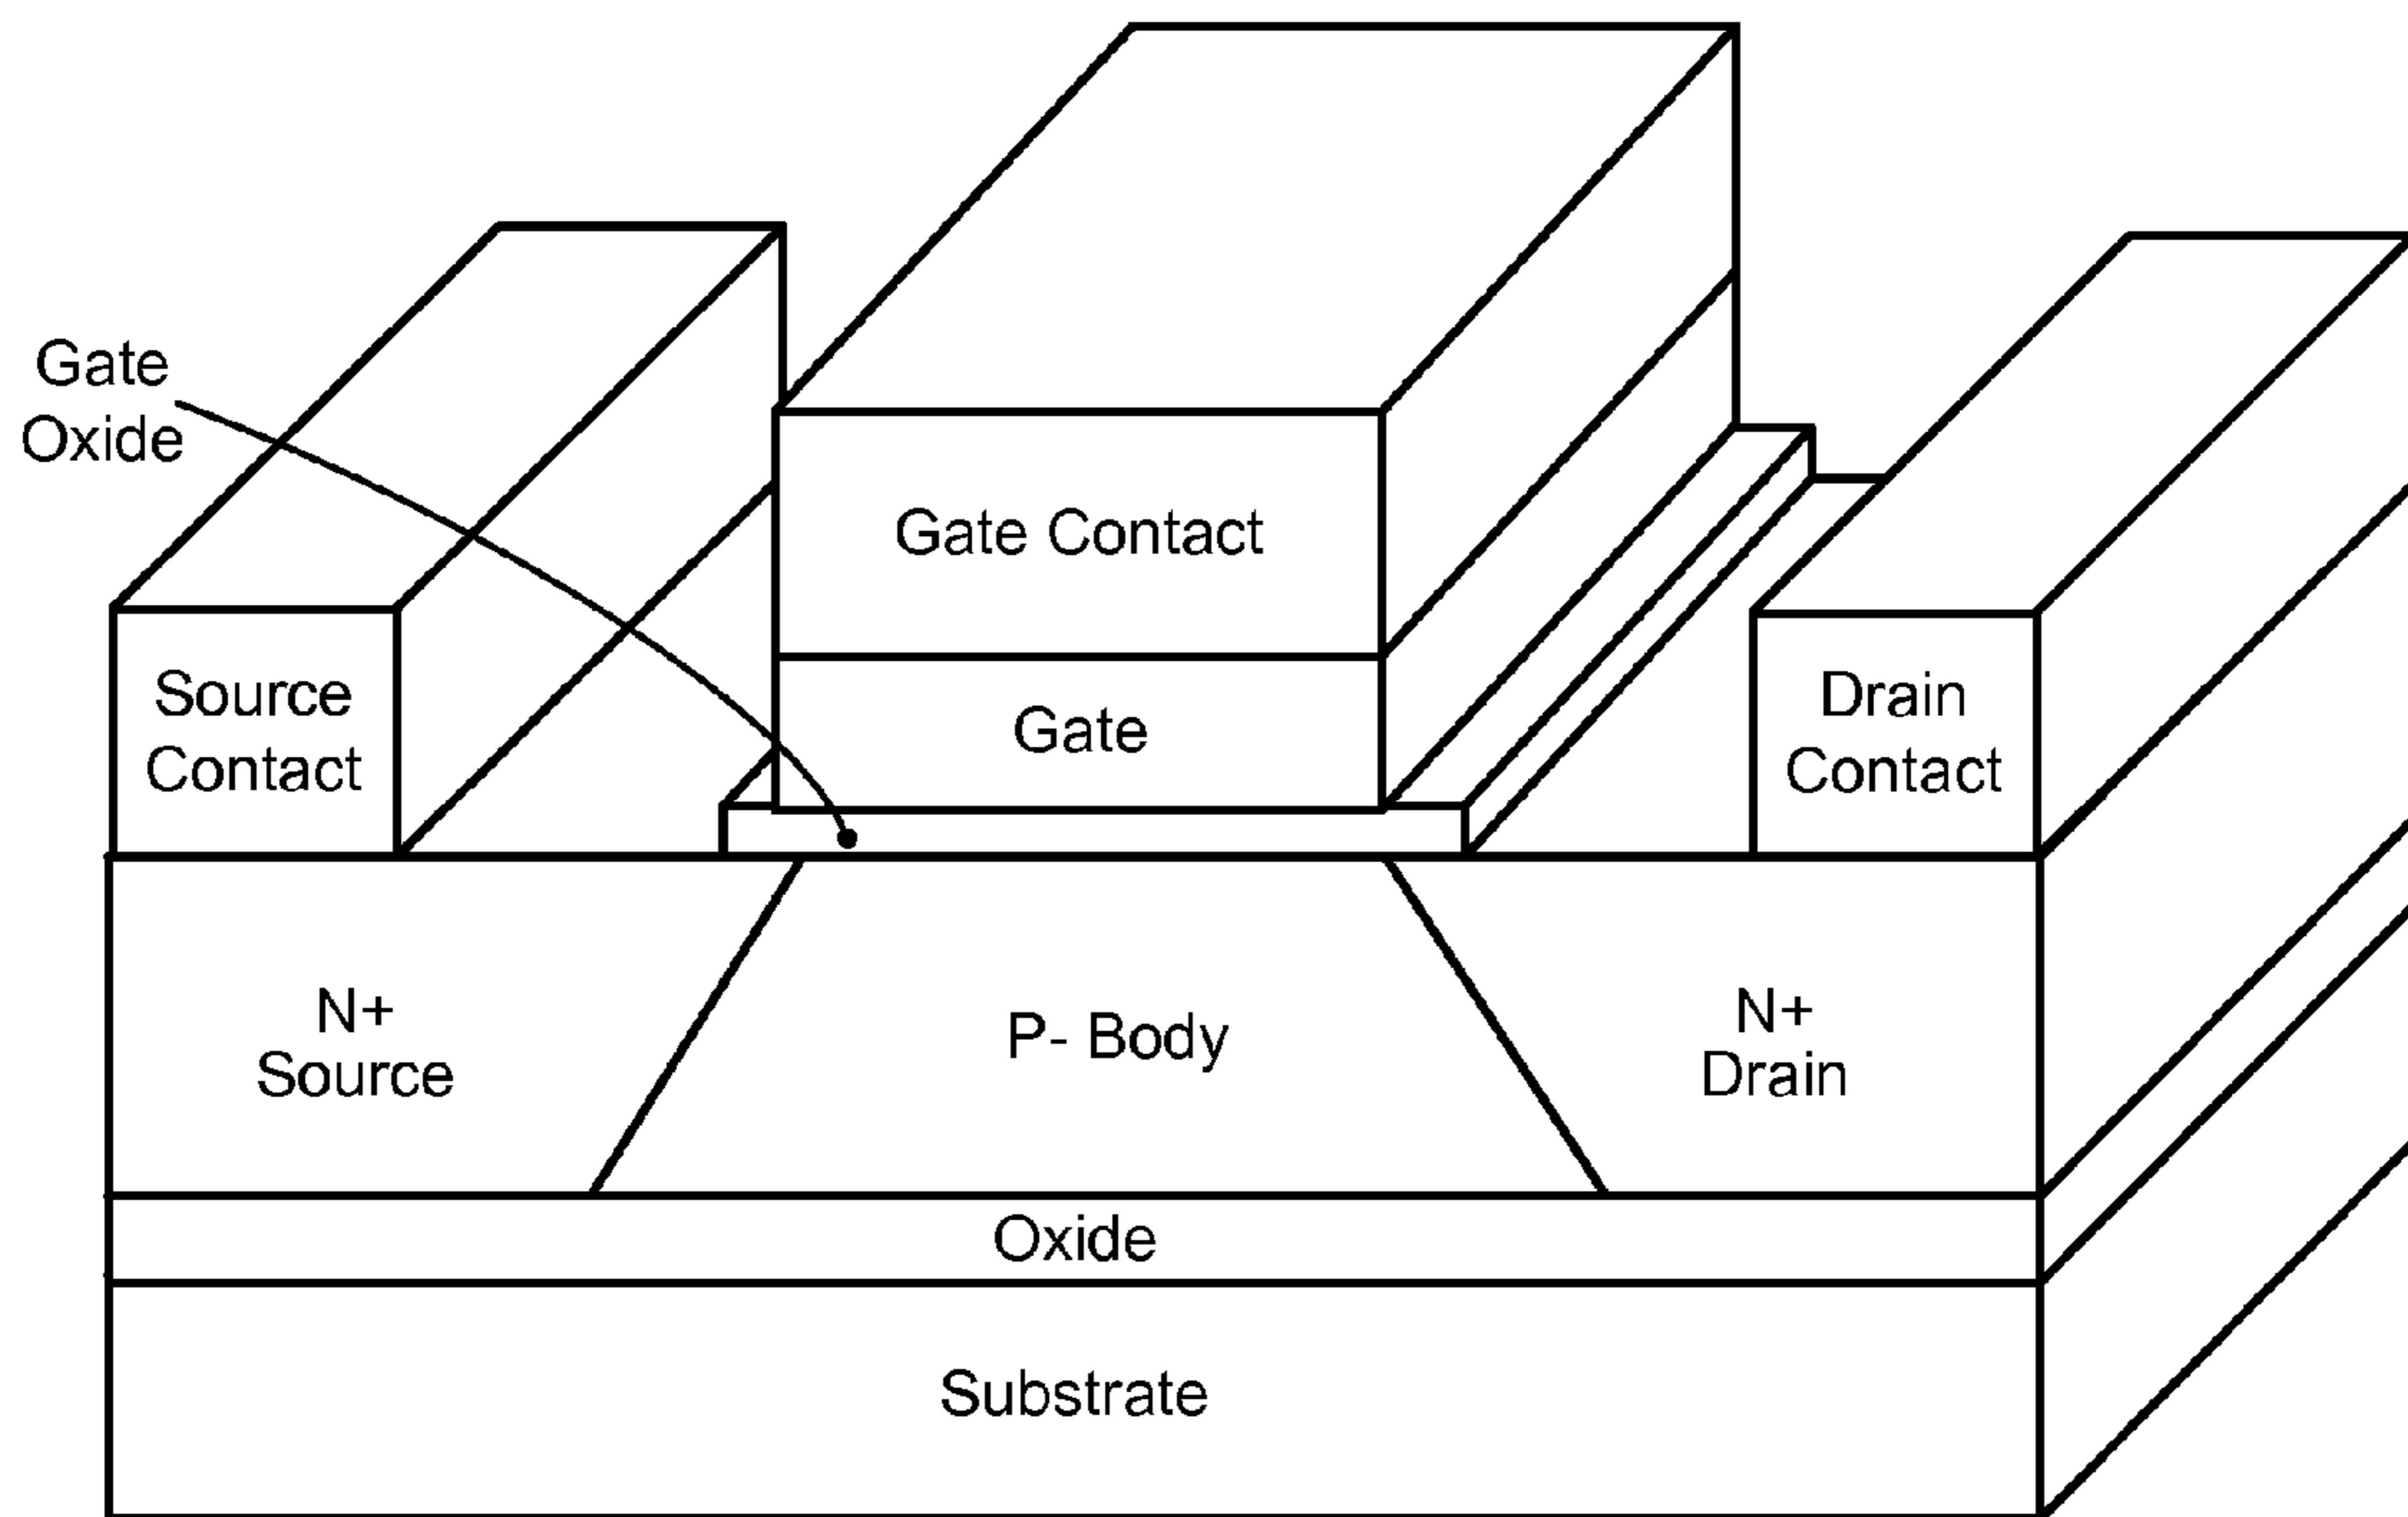 Gate
Oxide
Gate Contact
Source
Contact
Gate
Drain
Contact
N+
Source
P- Body
N+
Drain
Oxide
Substrate